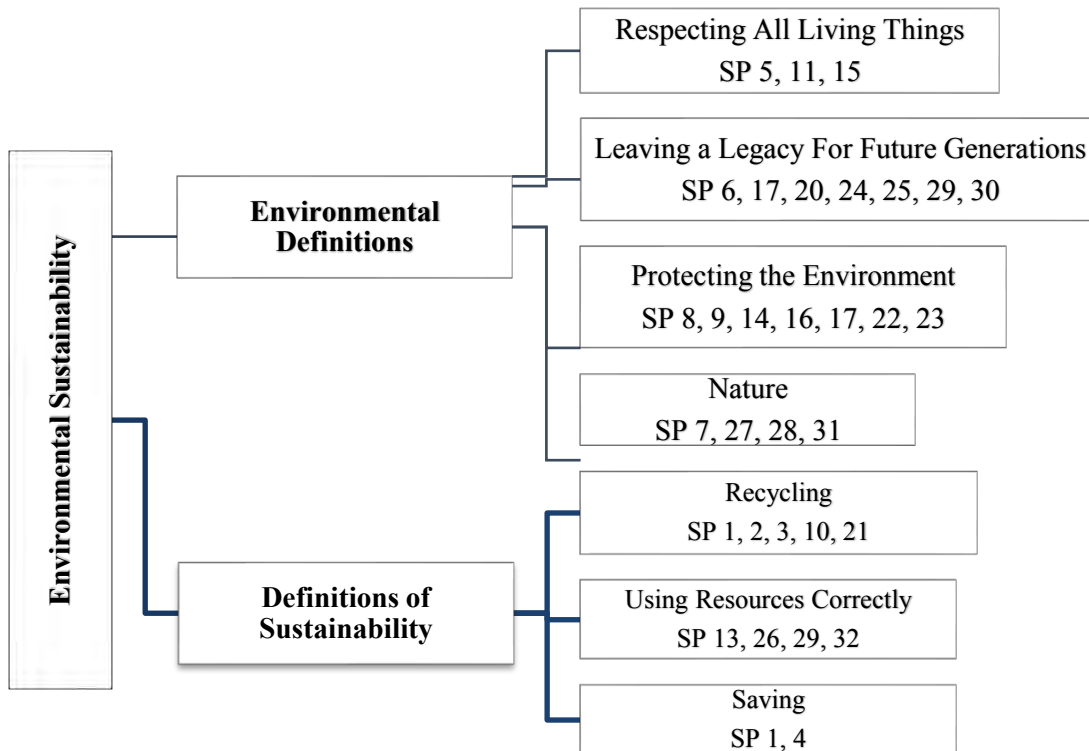 Environmental Sustainability
Environmental
Definitions
Respecting All Living Things
SP 5, 11, 15
Leaving a Legacy For Future Generations
SP 6, 17, 20, 24, 25, 29, 30
Protecting the Environment
SP 8, 9, 14, 16, 17, 22, 23
Nature
SP 7, 27, 28, 31
Definitions of
Sustainability
Recycling
SP 1, 2, 3, 10, 21
Using Resources Correctly
SP 13, 26, 29, 32
Saving
SP 1, 4